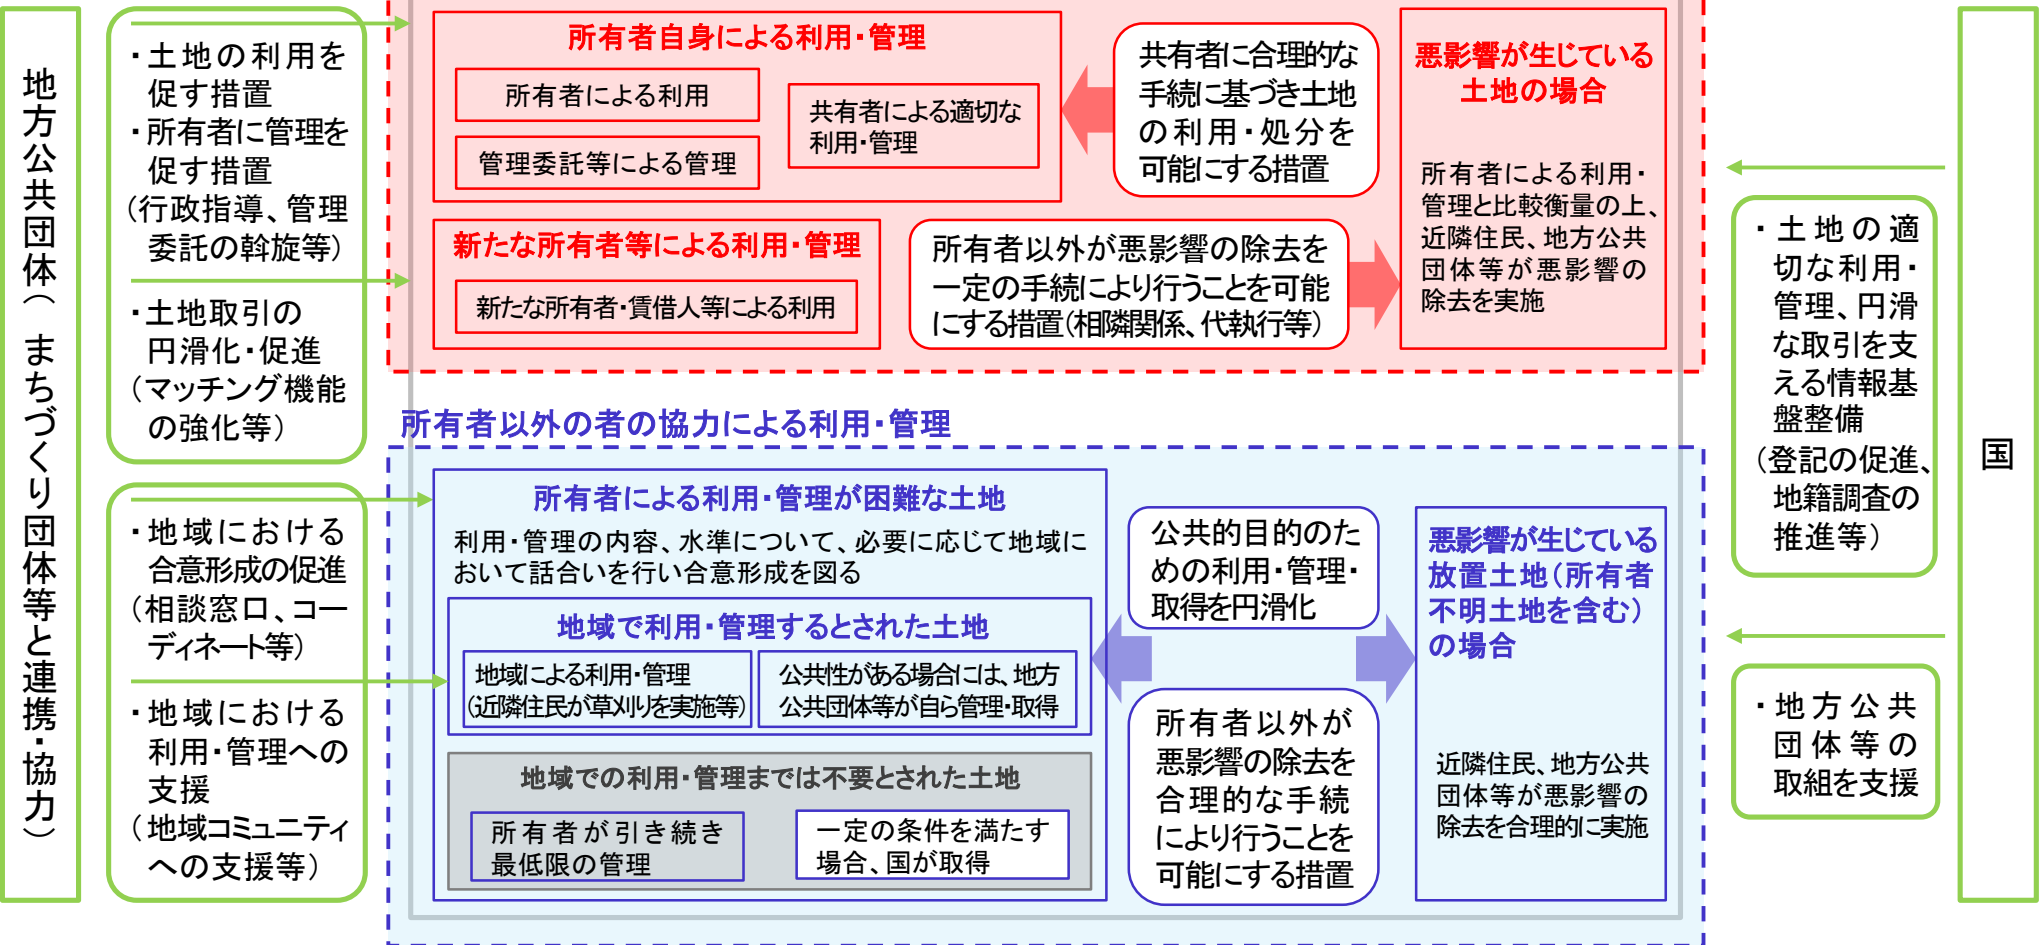 地方公共団体（まちづくり団体等と連携・協力）
・土地の利用を
促す措置
・所有者に管理を
促す措置
（行政指導、管理
委託の斡旋等）
・土地取引の
円滑化・促進
（マッチング機能
の強化等）
・地域における
合意形成の促進
（相談窓口、コー
ディネート等）
・地域における
利用・管理への
支援
（地域コミュニティ
への支援等）
所有者自身による利用・管理
所有者による利用
管理委託等による管理
共有者による適切な
利用・管理
共有者に合理的な
手続に基づき土地
の利用・処分を
可能にする措置
悪影響が生じている
土地の場合
所有者による利用・
管理と比較衡量の上、
近隣住民、地方公共
団体等が悪影響の
除去を実施
新たな所有者等による利用・管理
新たな所有者・賃借人等による利用
所有者以外が悪影響の除去を
一定の手続により行うことを可能
にする措置（相隣関係、代執行等）
所有者以外の者の協力による利用・管理
所有者による利用・管理が困難な土地
利用・管理の内容、水準について、必要に応じて地域に
おいて話合いを行い合意形成を図る
地域で利用・管理するとされた土地
地域による利用・管理
（近隣住民が草刈りを実施等）
公共性がある場合には、地方
公共団体等が自ら管理・取得
地域での利用・管理までは不要とされた土地
所有者が引き続き
最低限の管理
一定の条件を満たす
場合、国が取得
公共的目的のた
めの利用・管理・
取得を円滑化
所有者以外が
悪影響の除去を
合理的な手続
により行うことを
可能にする措置
悪影響が生じている
放置土地（所有者
不明土地を含む）
の場合
近隣住民、地方公共
団体等が悪影響の
除去を合理的に実施
・土地の適
切な利用・
管理、円滑
な取引を支
える情報基
盤整備
（登記の促進、
地籍調査の
推進等）
・地方公共
団体等の
取組を支援
国